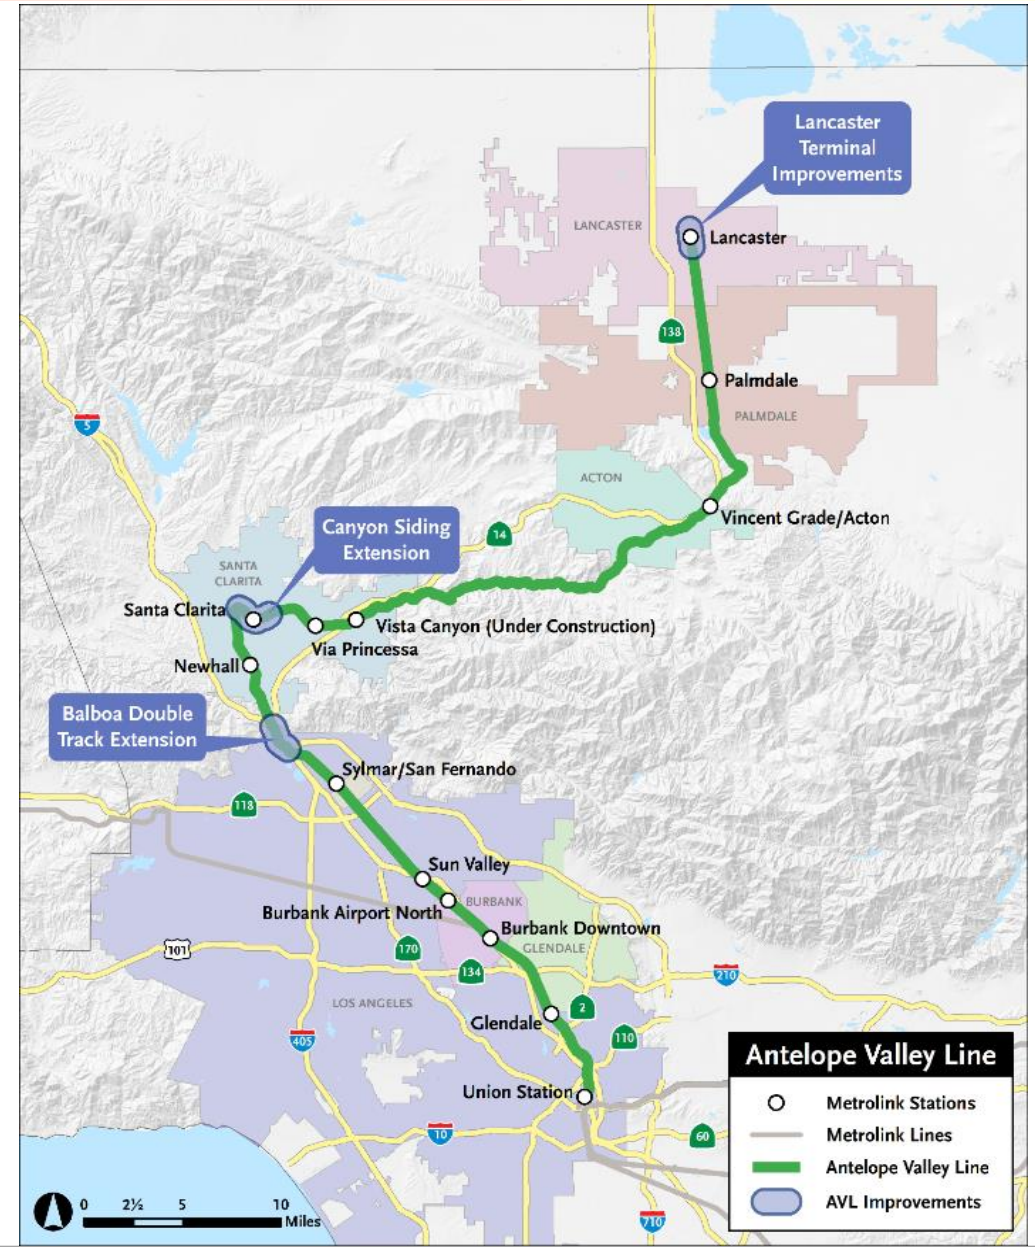 Lancaster
Terminal
Improvements
LANCASTER
Lancaster
138
Palmdale
PALMDALE
5
ACTON
Vincent Grade/Acton
Canyon Siding
Extension
14
SANTA
CLARITA
Santa Clarita
Vista Canyon (Under Construction)
Via Princessa
Newhall
Balboa Double
Track Extension
Sylmar/San Fernando
118
Sun Valley
BURBANK
Burbank Airport North
Burbank Downtown
GLENDALE
101
170
134
210
LOS ANGELES
2
Glendale
405
110
Union Station
10
60
710
Antelope Valley Line
Metrolink Stations
Metrolink Lines
Antelope Valley Line
AVL Improvements
0 2½ 5 10
Miles